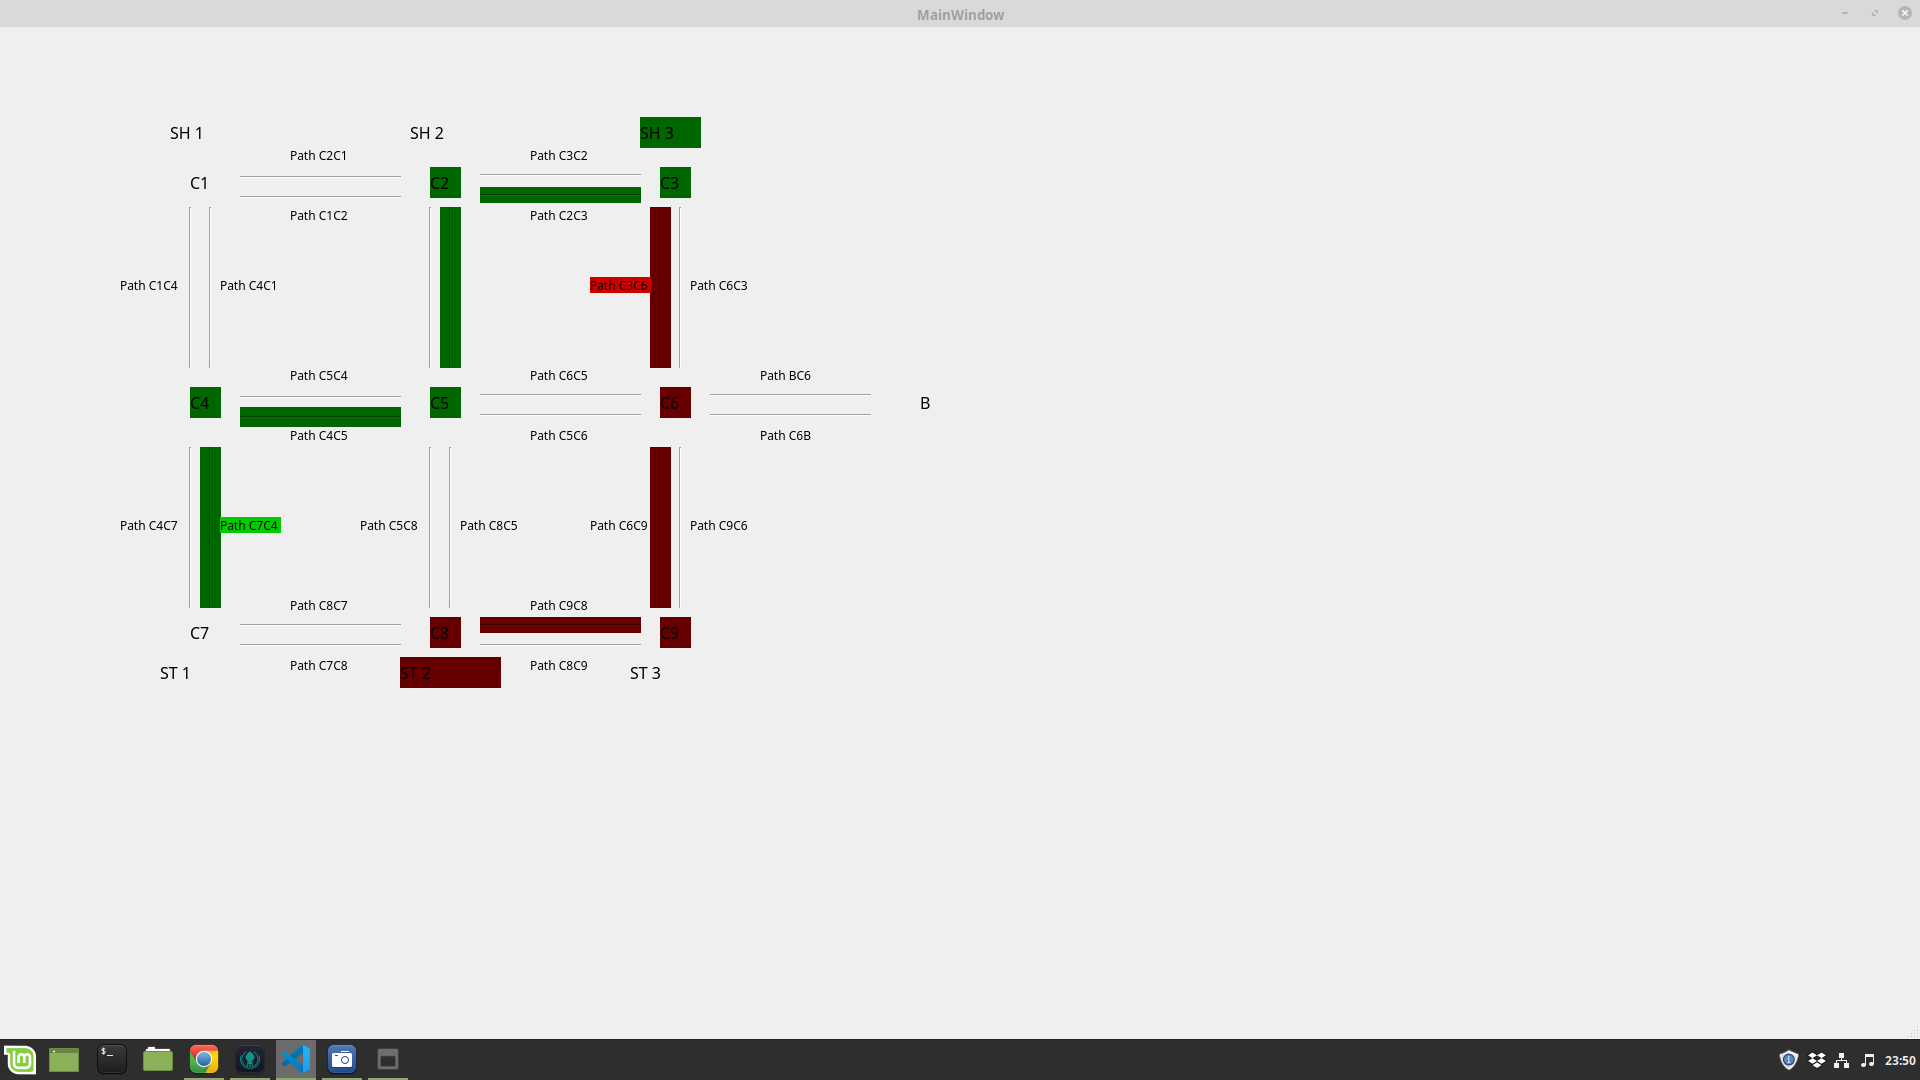 MainWindow
SH 1
SH 2
SH 3
Path C2C1
Path C3C2
C1
C2
C3
Path C1C2
Path C2C3
Path C1C4
Path C4C1
Path C3C6
Path C6C3
Path C5C4
Path C6C5
Path BC6
C4
C5
C6
B
Path C4C5
Path C5C6
Path C6B
Path C4C7
Path C7C4
Path C5C8
Path C8C5
Path C6C9
Path C9C6
Path C8C7
Path C9C8
C7
C8
C9
Path C7C8
Path C8C9
ST 1
ST 2
ST 3
23:50